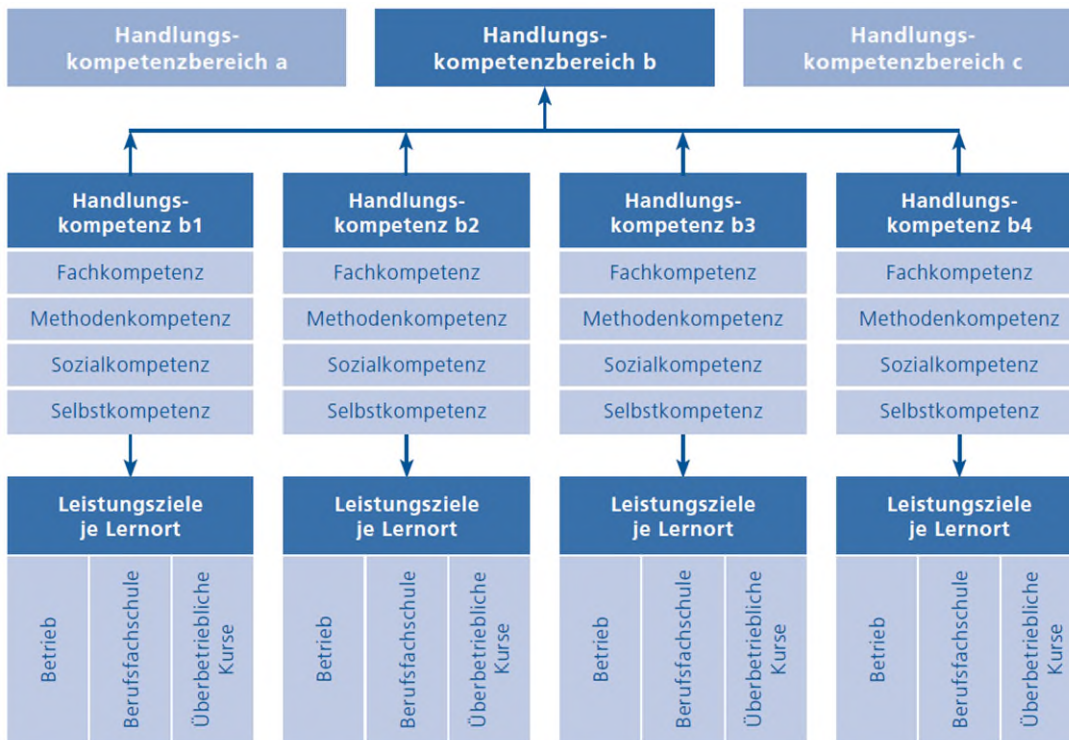 Handlungs-
kompetenzbereich a
Handlungs-
kompetenzbereich b
Handlungs-
kompetenzbereich c
Handlungs-
kompetenz b1
Fachkompetenz
Methodenkompetenz
Sozialkompetenz
Selbstkompetenz
Leistungsziele
je Lernort
Betrieb
Berufsfachschule
Überbetriebliche
Kurse
Handlungs-
kompetenz b2
Fachkompetenz
Methodenkompetenz
Sozialkompetenz
Selbstkompetenz
Leistungsziele
je Lernort
Betrieb
Berufsfachschule
Überbetriebliche
Kurse
Handlungs-
kompetenz b3
Fachkompetenz
Methodenkompetenz
Sozialkompetenz
Selbstkompetenz
Leistungsziele
je Lernort
Betrieb
Berufsfachschule
Überbetriebliche
Kurse
Handlungs-
kompetenz b4
Fachkompetenz
Methodenkompetenz
Sozialkompetenz
Selbstkompetenz
Leistungsziele
je Lernort
Betrieb
Berufsfachschule
Überbetriebliche
Kurse